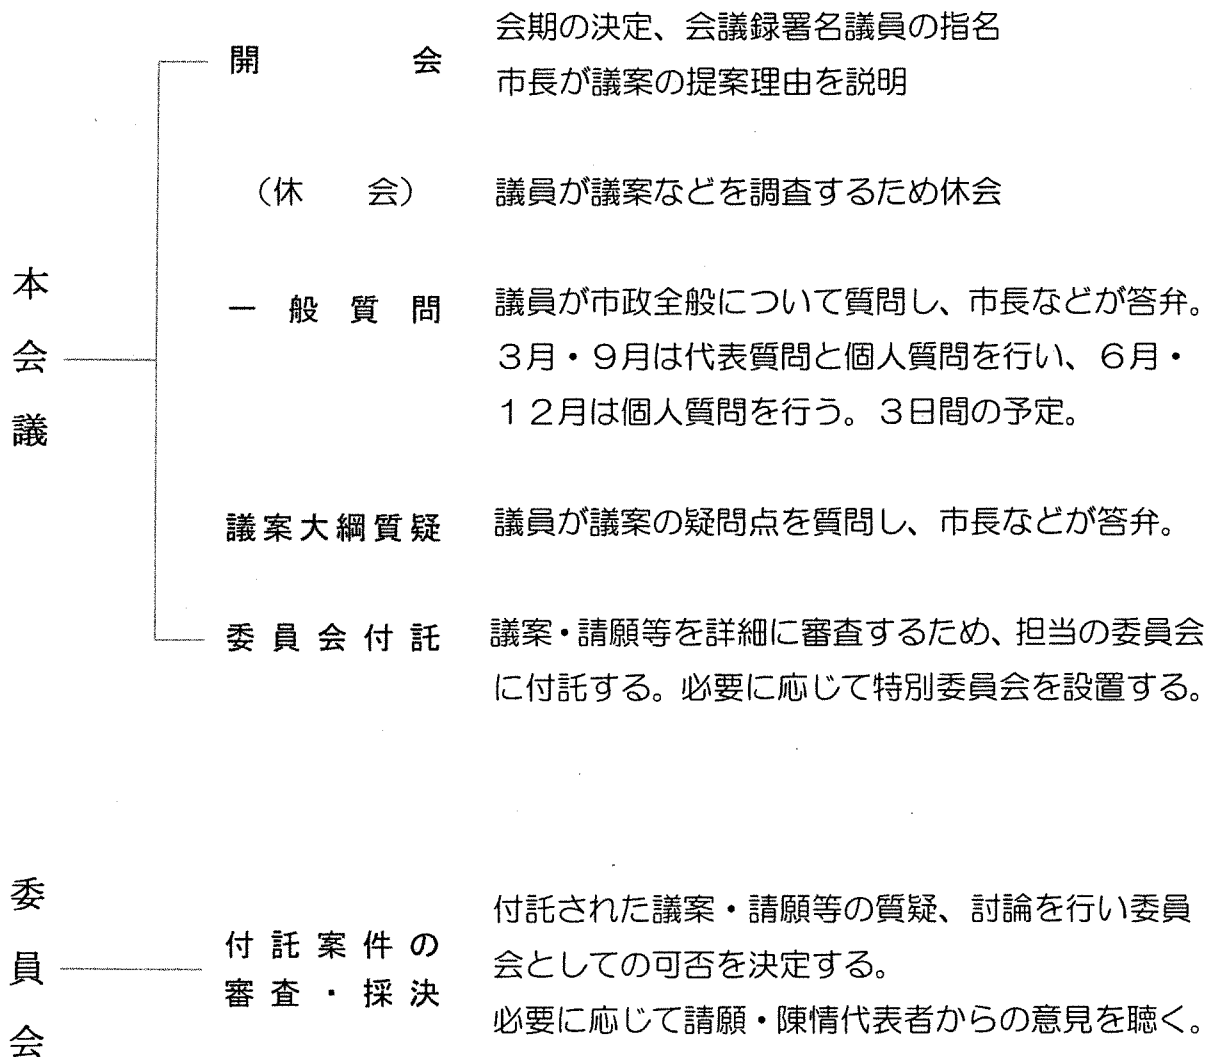 本会議
開会
会期の決定、会議録署名議員の指名
市長が議案の提案理由を説明
（休会）
議員が議案などを調査するため休会
一般質問
議員が市政全般について質問し、市長などが答弁。
３月・９月は代表質問と個人質問を行い、６月・
１２月は個人質問を行う。３日間の予定。
議案大綱質疑
議員が議案の疑問点を質問し、市長などが答弁。
委員会付託
議案・請願等を詳細に審査するため、担当の委員会
に付託する。必要に応じて特別委員会を設置する。
委員会
付託案件の
審査・採決
付託された議案・請願等の質疑、討論を行い委員
会としての可否を決定する。
必要に応じて請願・陳情代表者からの意見を聴く。